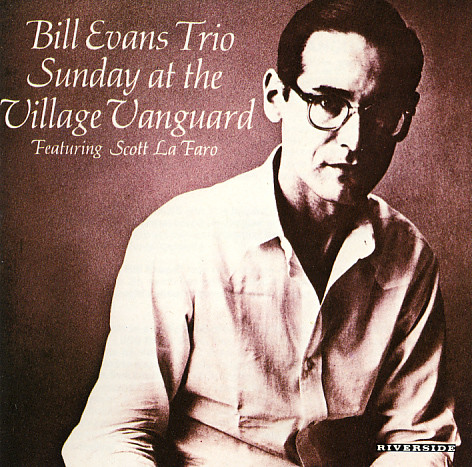 Bill Evans Trio
Sunday at the
Village Vanguard
Featuring Scott La Faro
RIVERSIDE